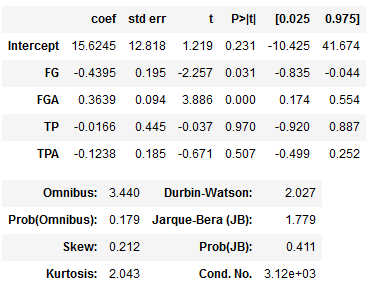 coef std err t P>|t| [0.025 0.975]
Intercept 15.6245 12.818 1.219 0.231 -10.425 41.674
FG -0.4395 0.195 -2.257 0.031 -0.835 -0.044
FGA 0.3639 0.094 3.886 0.000 0.174 0.554
TP -0.0166 0.445 -0.037 0.970 -0.920 0.887
TPA -0.1238 0.185 -0.671 0.507 -0.499 0.252
Omnibus: 3.440 Durbin-Watson: 2.027
Prob(Omnibus): 0.179 Jarque-Bera (JB): 1.779
Skew: 0.212 Prob(JB): 0.411
Kurtosis: 2.043 Cond. No. 3.12e+03